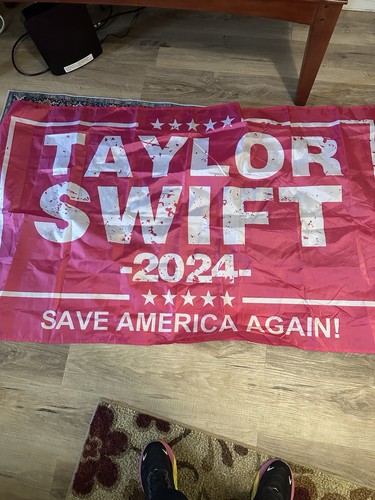 TAYLOR
SWIFT
-2024-
SAVE AMERICA AGAIN!